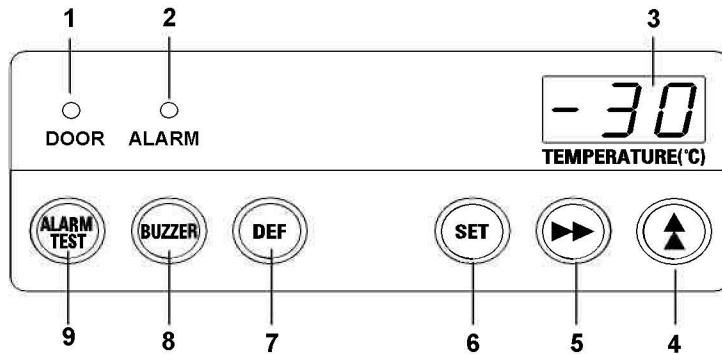 1 2 3
DOOR ALARM
- 30
TEMPERATURE(°C)
ALARM TEST
BUZZER
DEF
SET
9 8 7 6 5 4